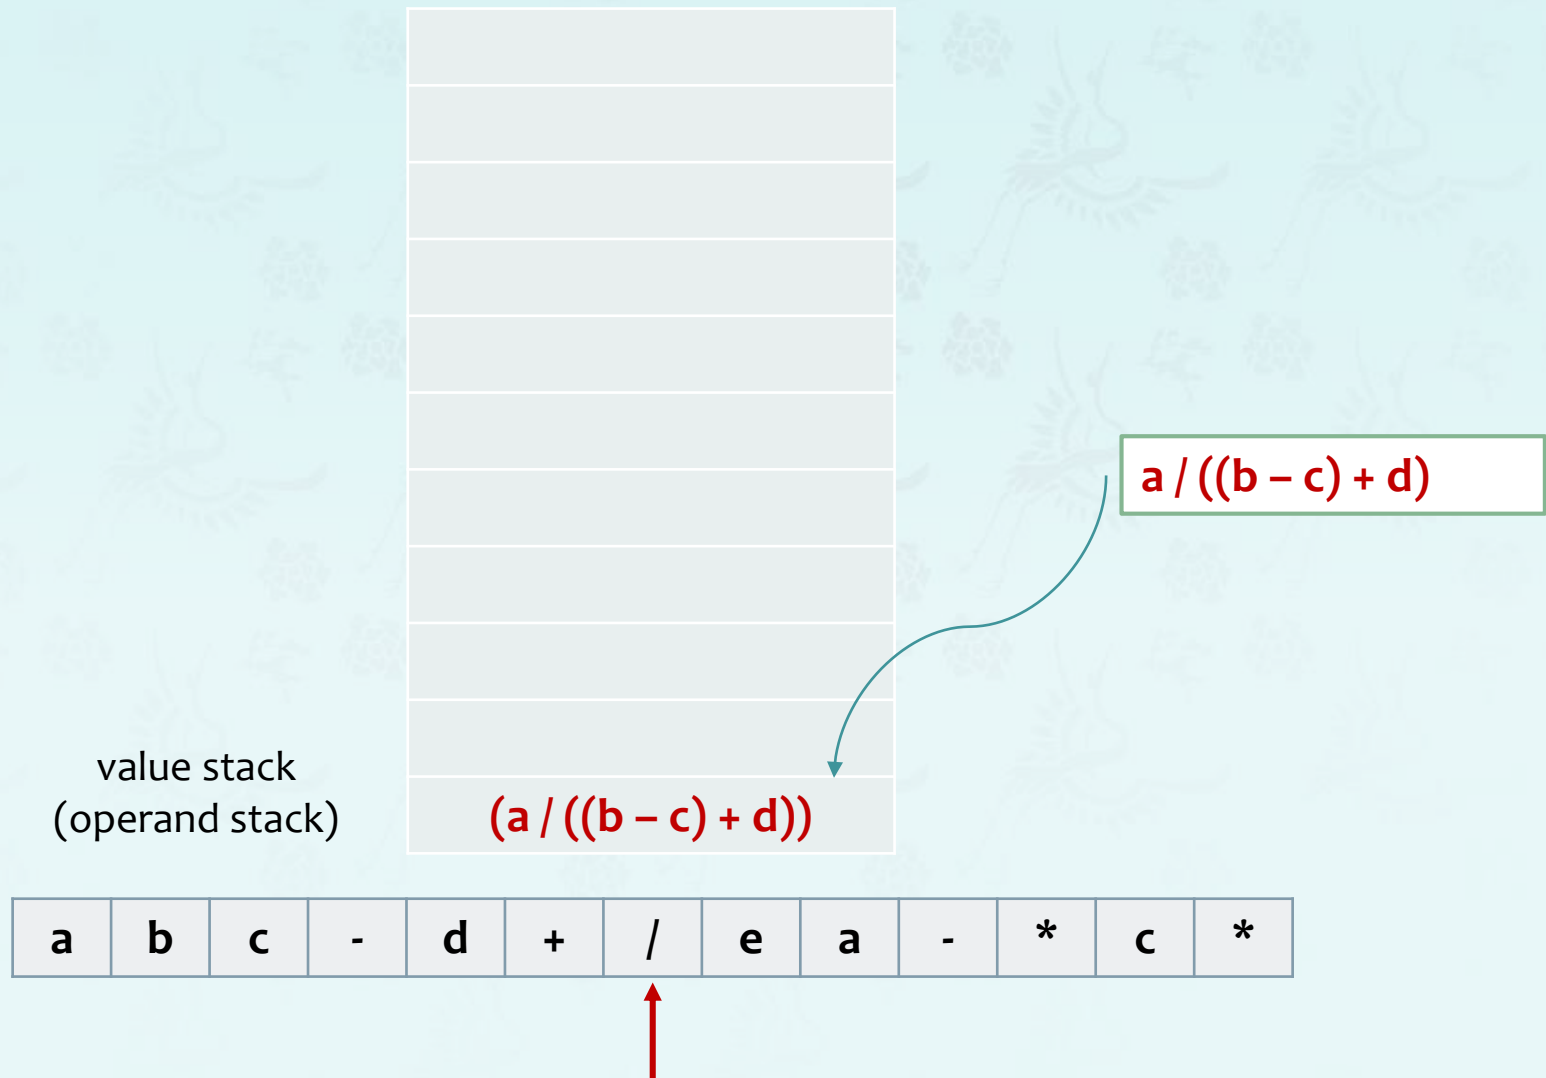 a / ((b – c) + d)
value stack
(operand stack)
(a / ((b – c) + d))
a b c - d + / e a - * c *